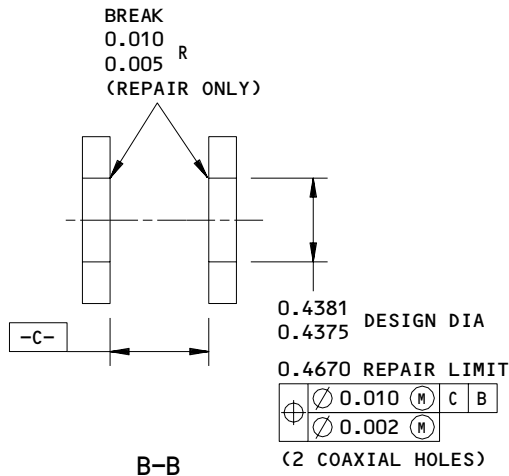 BREAK
0.010
0.005 R
(REPAIR ONLY)
0.4381
0.4375 DESIGN DIA
-C-
0.4670 REPAIR LIMIT
⌖ ⌀ 0.010 Ⓜ C B
⌀ 0.002 Ⓜ
(2 COAXIAL HOLES)
B-B